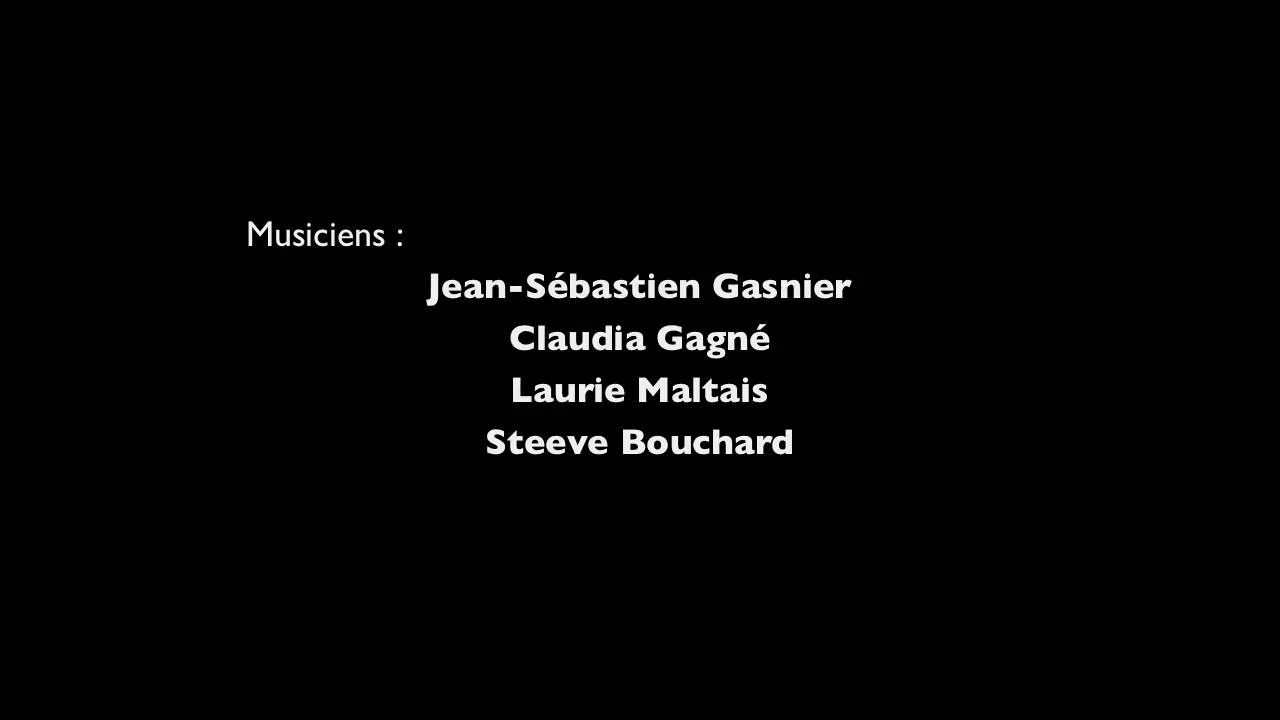 Musiciens :
Jean-Sébastien Gasnier
Claudia Gagné
Laurie Maltais
Steeve Bouchard